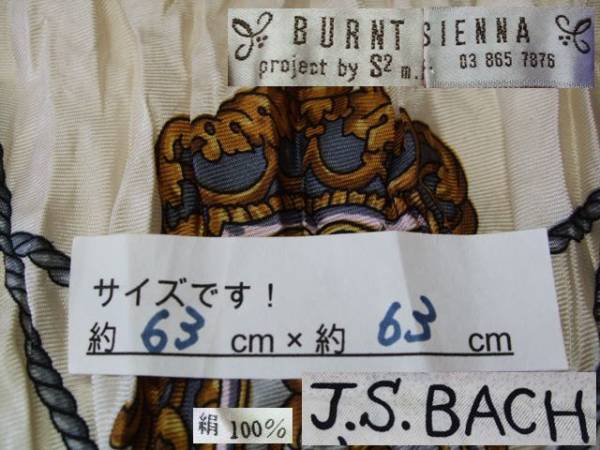 BURNT SIENNA
project by S² m.f. 03 865 7876
サイズです！
約 63 cm × 約 63 cm
絹 100%
J.S. BACH